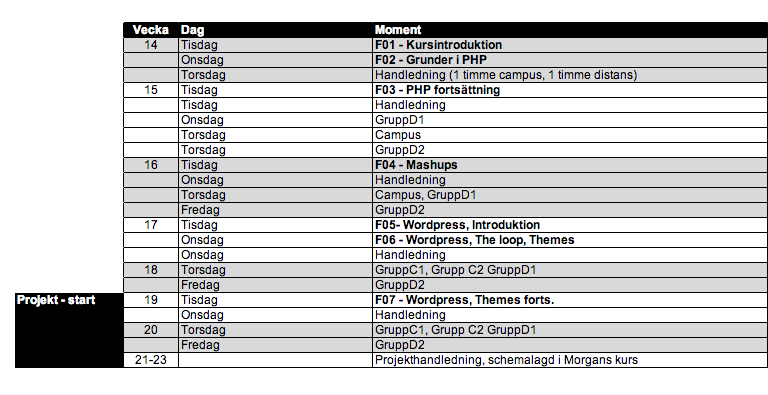 Vecka Dag Moment
14 Tisdag F01 - Kursintroduktion
Onsdag F02 - Grunder i PHP
Torsdag Handledning (1 timme campus, 1 timme distans)
15 Tisdag F03 - PHP fortsättning
Tisdag Handledning
Onsdag GruppD1
Torsdag Campus
Torsdag GruppD2
16 Tisdag F04 - Mashups
Onsdag Handledning
Torsdag Campus, GruppD1
Fredag GruppD2
17 Tisdag F05- Wordpress, Introduktion
Onsdag F06 - Wordpress, The loop, Themes
Onsdag Handledning
18 Torsdag GruppC1, Grupp C2 GruppD1
Fredag GruppD2
Projekt - start 19 Tisdag F07 - Wordpress, Themes forts.
Onsdag Handledning
20 Torsdag GruppC1, Grupp C2 GruppD1
Fredag GruppD2
21-23 Projekthandledning, schemalagd i Morgans kurs